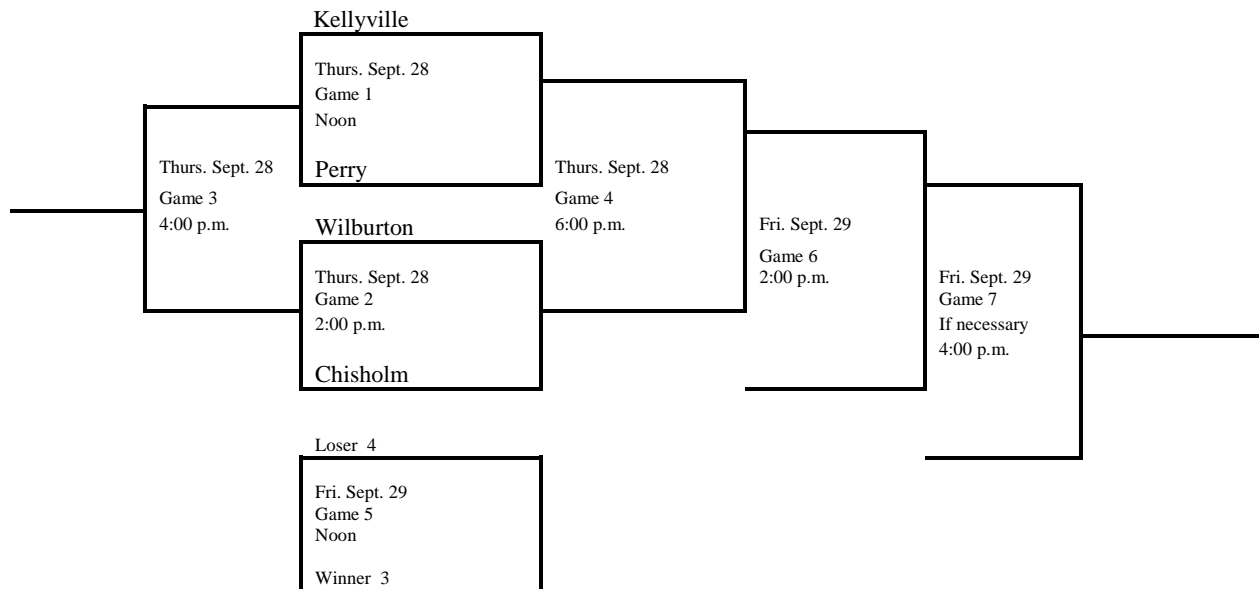 Kellyville
Thurs. Sept. 28
Game 1
Noon
Perry
Thurs. Sept. 28
Game 3
4:00 p.m.
Thurs. Sept. 28
Game 4
6:00 p.m.
Wilburton
Thurs. Sept. 28
Game 2
2:00 p.m.
Chisholm
Fri. Sept. 29
Game 6
2:00 p.m.
Fri. Sept. 29
Game 7
If necessary
4:00 p.m.
Loser 4
Fri. Sept. 29
Game 5
Noon
Winner 3